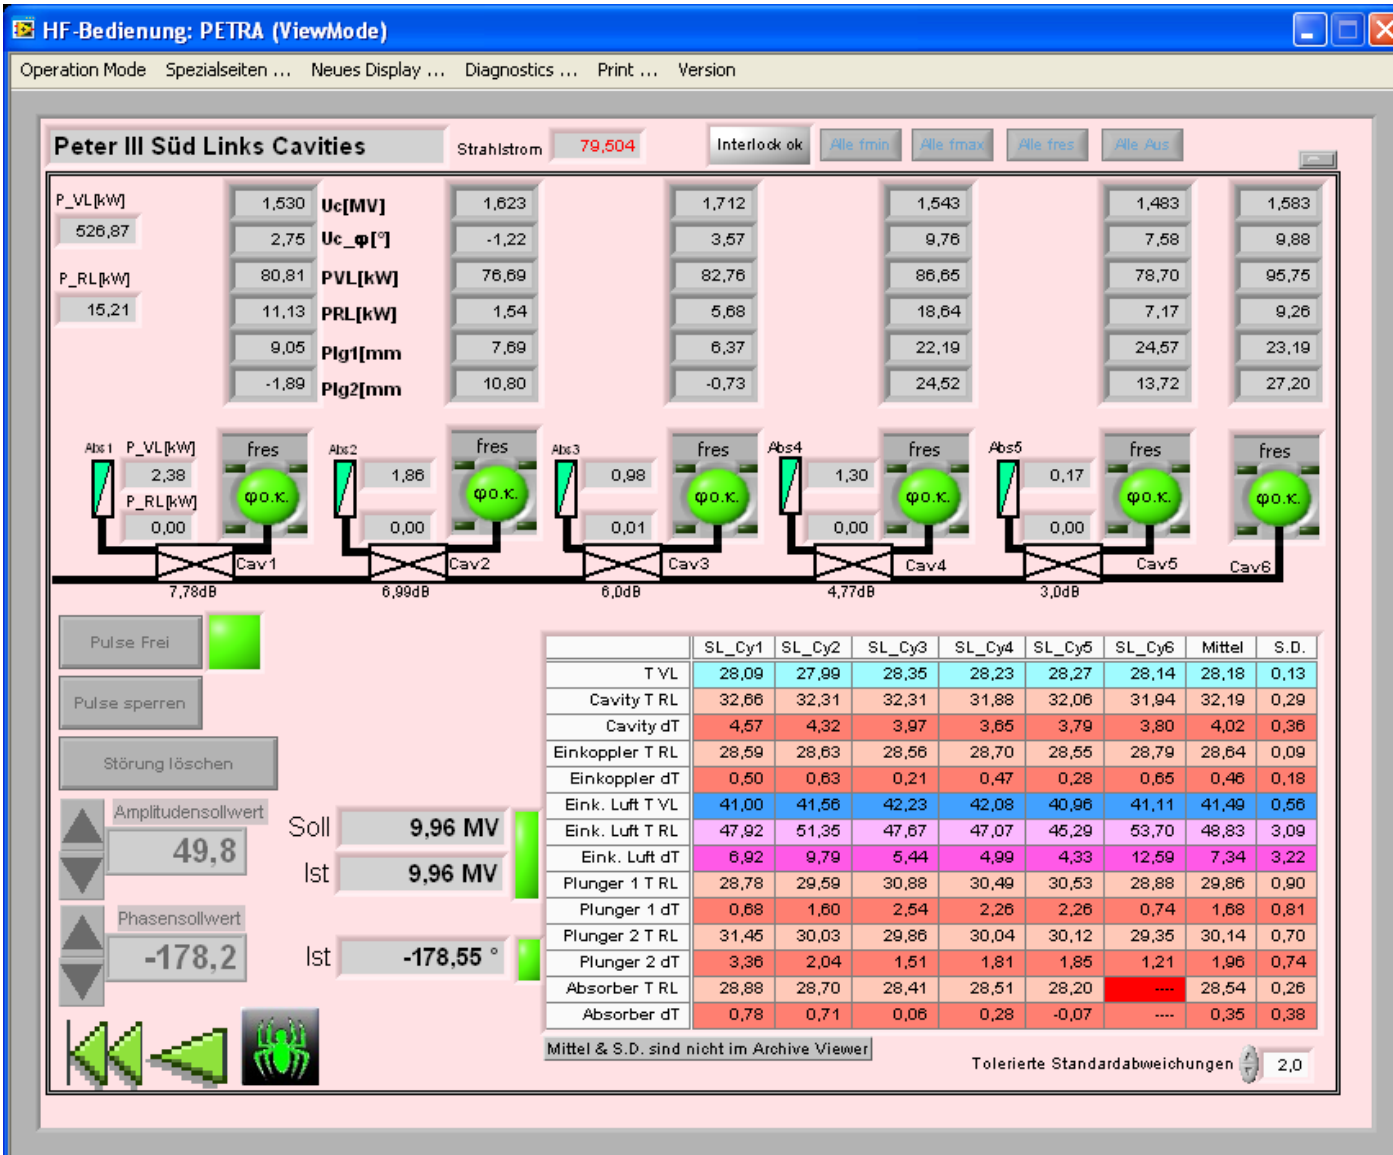 HF-Bedienung: PETRA (ViewMode)
Operation Mode Spezialseiten ... Neues Display ... Diagnostics ... Print ... Version
Peter III Süd Links Cavities Strahlstrom 79,504 Interlock ok Alle fmin Alle fmax Alle fres Alle Aus
P_VL[kW] 1,530 Uc[MV] 1,623 1,712 1,543 1,483 1,583
526,87 2,75 Uc_φ[°] -1,22 3,57 9,76 7,58 9,88
P_RL[kW] 80,81 PVL[kW] 76,69 82,76 86,65 78,70 95,75
15,21 11,13 PRL[kW] 1,54 5,68 18,64 7,17 9,26
9,05 Plg1[mm 7,69 6,37 22,19 24,57 23,19
-1,89 Plg2[mm 10,80 -0,73 24,52 13,72 27,20
Abs1 P_VL[kW] fres Abs2 fres Abs3 fres Abs4 fres Abs5 fres fres
2,38 1,86 0,98 1,30 0,17
P_RL[kW] φο.κ. φο.κ. φο.κ. φο.κ. φο.κ. φο.κ.
0,00 0,00 0,01 0,00 0,00
Cav1 Cav2 Cav3 Cav4 Cav5 Cav6
7,78dB 6,99dB 6,0dB 4,77dB 3,0dB
Pulse Frei
Pulse sperren
Störung löschen
Amplitudensollwert
49,8
Soll 9,96 MV
Ist 9,96 MV
Phasensollwert
-178,2
Ist -178,55 °
SL_Cy1 SL_Cy2 SL_Cy3 SL_Cy4 SL_Cy5 SL_Cy6 Mittel S.D.
T VL 28,09 27,99 28,35 28,23 28,27 28,14 28,18 0,13
Cavity T RL 32,66 32,31 32,31 31,88 32,06 31,94 32,19 0,29
Cavity dT 4,57 4,32 3,97 3,65 3,79 3,80 4,02 0,36
Einkoppler T RL 28,59 28,63 28,56 28,70 28,55 28,79 28,64 0,09
Einkoppler dT 0,50 0,63 0,21 0,47 0,28 0,65 0,46 0,18
Eink. Luft T VL 41,00 41,56 42,23 42,08 40,96 41,11 41,49 0,56
Eink. Luft T RL 47,92 51,35 47,67 47,07 45,29 53,70 48,83 3,09
Eink. Luft dT 6,92 9,79 5,44 4,99 4,33 12,59 7,34 3,22
Plunger 1 T RL 28,78 29,59 30,88 30,49 30,53 28,88 29,86 0,90
Plunger 1 dT 0,68 1,60 2,54 2,26 2,26 0,74 1,68 0,81
Plunger 2 T RL 31,45 30,03 29,86 30,04 30,12 29,35 30,14 0,70
Plunger 2 dT 3,36 2,04 1,51 1,81 1,85 1,21 1,96 0,74
Absorber T RL 28,88 28,70 28,41 28,51 28,20 ---- 28,54 0,26
Absorber dT 0,78 0,71 0,06 0,28 -0,07 ---- 0,35 0,38
Mittel & S.D. sind nicht im Archive Viewer
Tolerierte Standardabweichungen 2,0